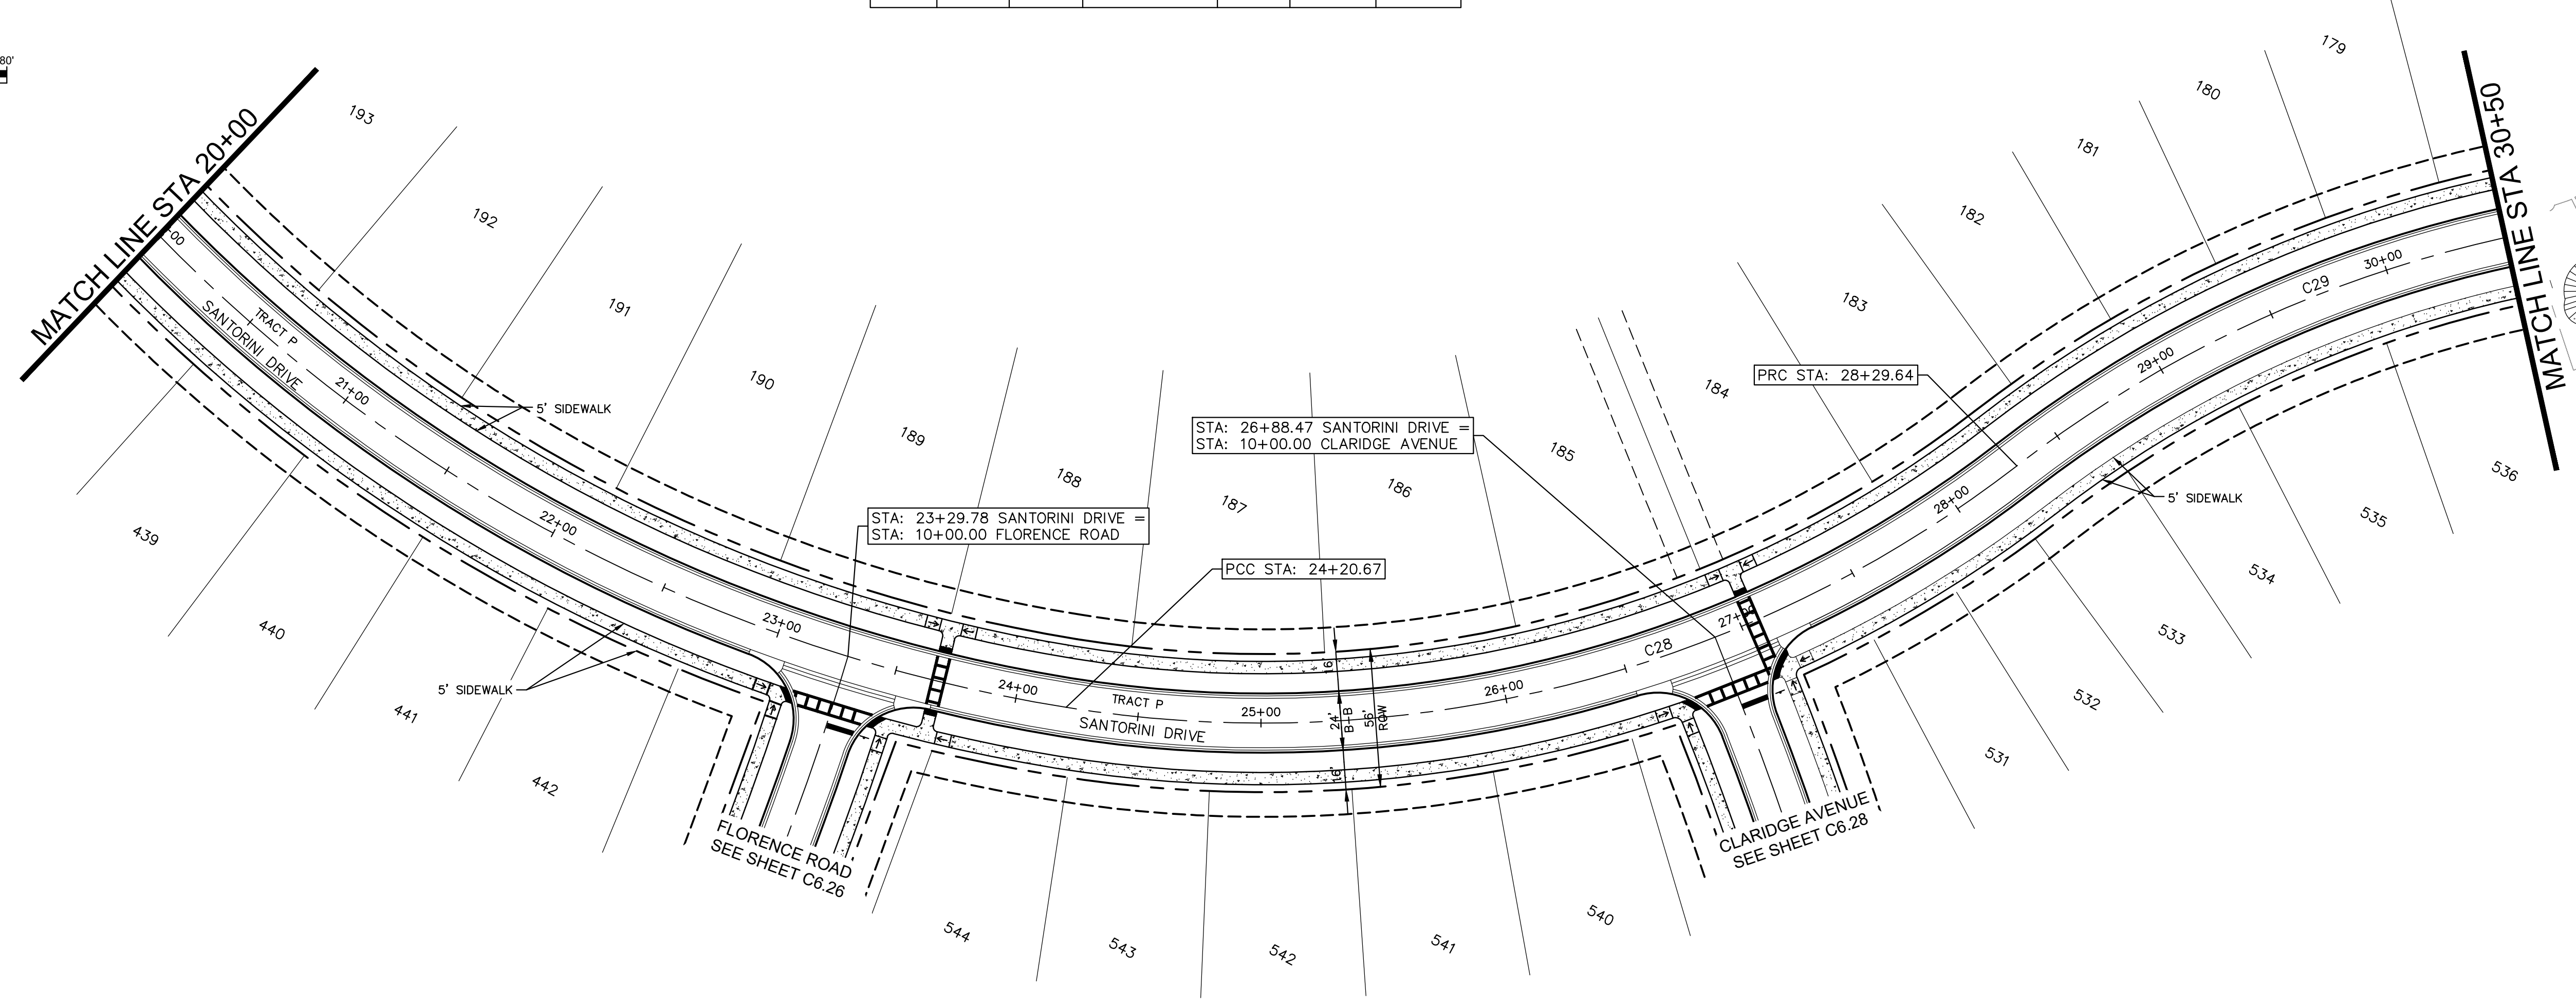 80'
MATCH LINE STA 20+00
193
192
191
190
189
188
187
186
185
184
183
182
181
180
179
MATCH LINE STA 30+50
+00
TRACT P
SANTORINI DRIVE
21+00
22+00
23+00
24+00
25+00
26+00
27+00
28+00
29+00
30+00
C28
C29
5' SIDEWALK
5' SIDEWALK
5' SIDEWALK
STA: 23+29.78 SANTORINI DRIVE =
STA: 10+00.00 FLORENCE ROAD
PCC STA: 24+20.67
STA: 26+88.47 SANTORINI DRIVE =
STA: 10+00.00 CLARIDGE AVENUE
PRC STA: 28+29.64
TRACT P
SANTORINI DRIVE
16'
24'
B-B
56'
ROW
16'
439
440
441
442
FLORENCE ROAD
SEE SHEET C6.26
544
543
542
541
540
CLARIDGE AVENUE
SEE SHEET C6.28
531
532
533
534
535
536